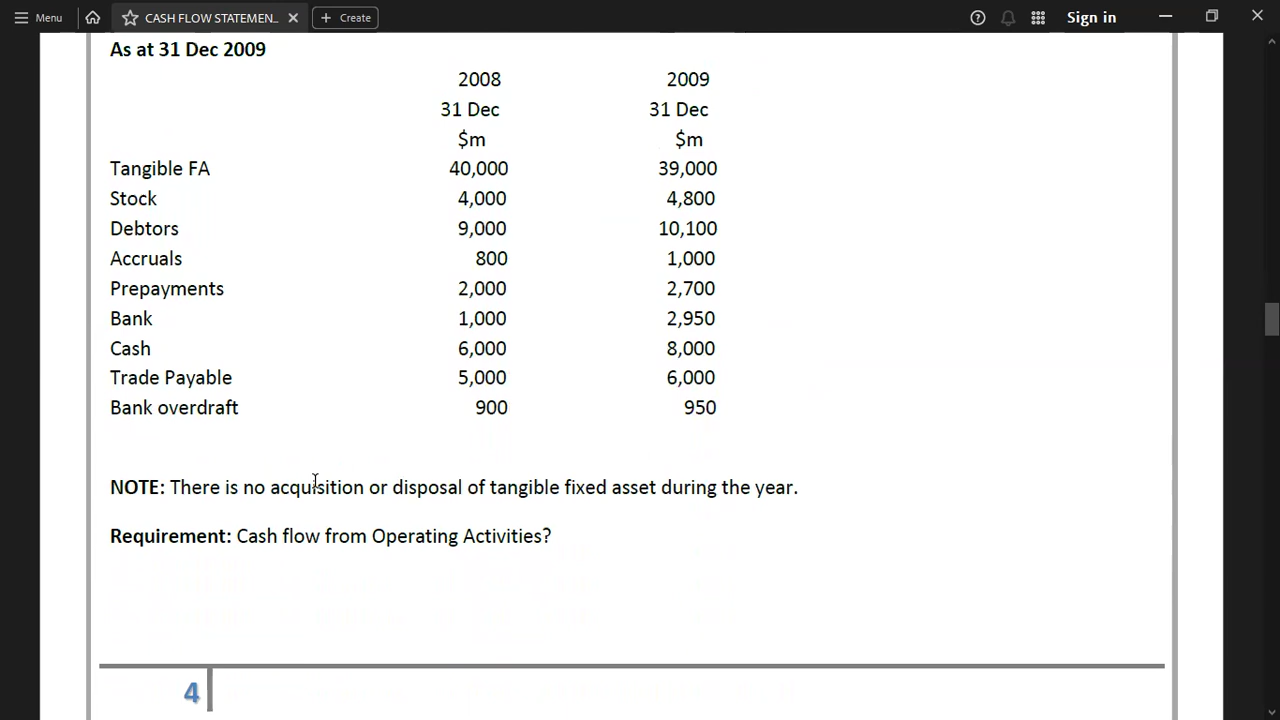 Menu CASH FLOW STATEMEN... Create Sign in
As at 31 Dec 2009
2008 2009
31 Dec 31 Dec
$m $m
Tangible FA 40,000 39,000
Stock 4,000 4,800
Debtors 9,000 10,100
Accruals 800 1,000
Prepayments 2,000 2,700
Bank 1,000 2,950
Cash 6,000 8,000
Trade Payable 5,000 6,000
Bank overdraft 900 950
NOTE: There is no acquisition or disposal of tangible fixed asset during the year.
Requirement: Cash flow from Operating Activities?
4